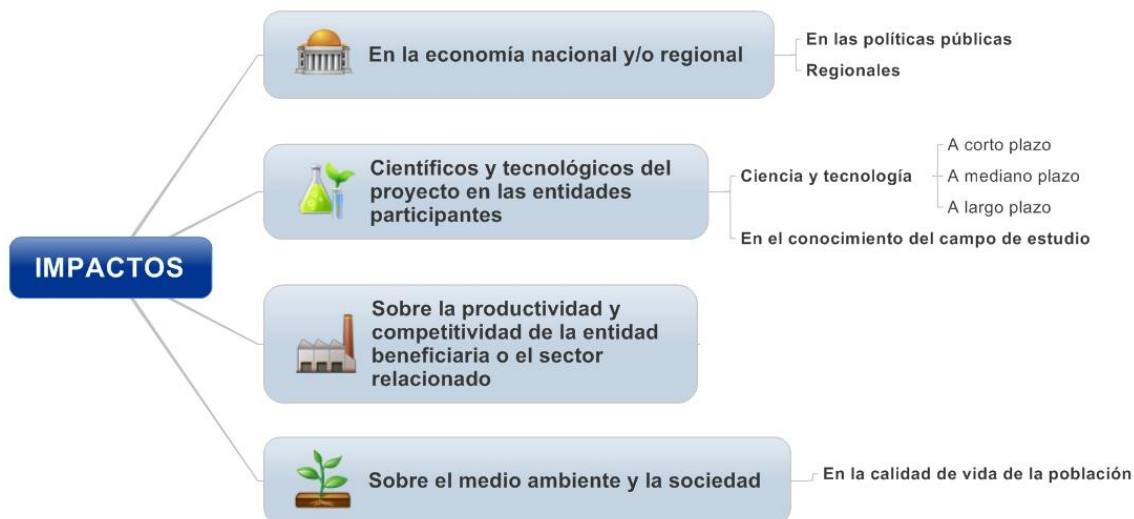 IMPACTOS
En la economía nacional y/o regional
En las políticas públicas
Regionales
Científicos y tecnológicos del
proyecto en las entidades
participantes
Ciencia y tecnología
A corto plazo
A mediano plazo
A largo plazo
En el conocimiento del campo de estudio
Sobre la productividad y
competitividad de la entidad
beneficiaria o el sector
relacionado
Sobre el medio ambiente y la sociedad
En la calidad de vida de la población